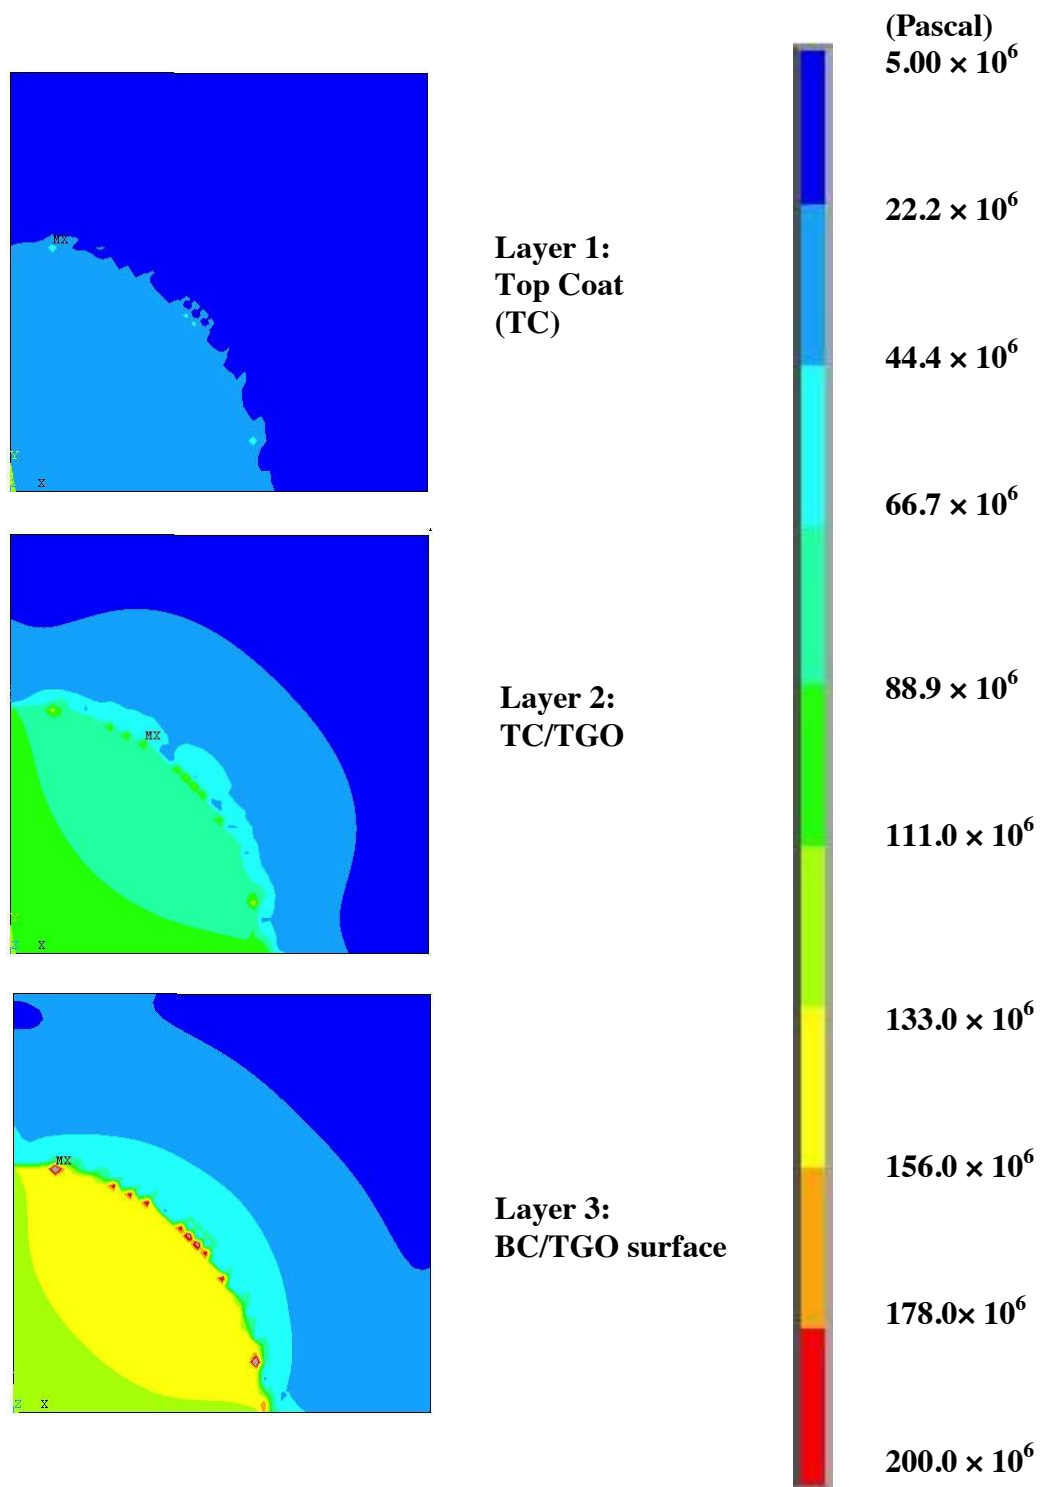 (Pascal)
5.00 × 10⁶
22.2 × 10⁶
44.4 × 10⁶
66.7 × 10⁶
88.9 × 10⁶
111.0 × 10⁶
133.0 × 10⁶
156.0 × 10⁶
178.0× 10⁶
200.0 × 10⁶
MX
Y
X
Layer 1:
Top Coat
(TC)
MX
Y
Z X
Layer 2:
TC/TGO
MX
Z X
Layer 3:
BC/TGO surface